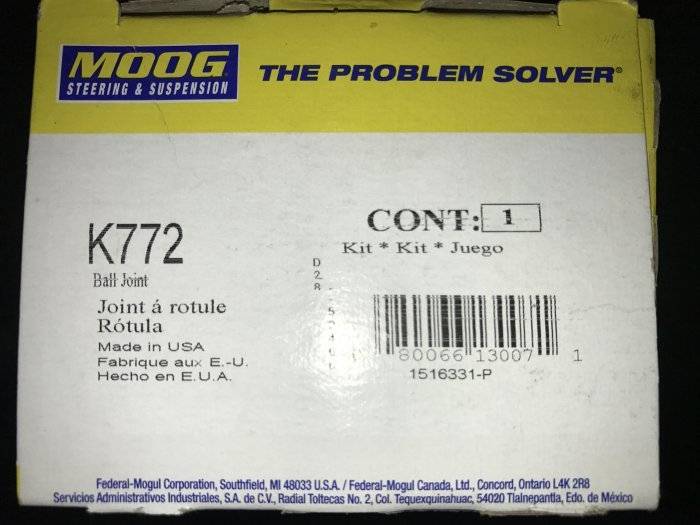 MOOG
STEERING & SUSPENSION
THE PROBLEM SOLVER®
K772
Ball Joint
Joint á rotule
Rótula
Made in USA
Fabrique aux E.-U.
Hecho en E.U.A.
CONT: 1
Kit * Kit * Juego
80066 13007 1
1516331-P
Federal-Mogul Corporation, Southfield, MI 48033 U.S.A. / Federal-Mogul Canada, Ltd., Concord, Ontario L4K 2R8
Servicios Administrativos Industriales, S.A. de C.V., Radial Toltecas No. 2, Col. Tequexquinahuac, 54020 Tlalnepantla, Edo. de México